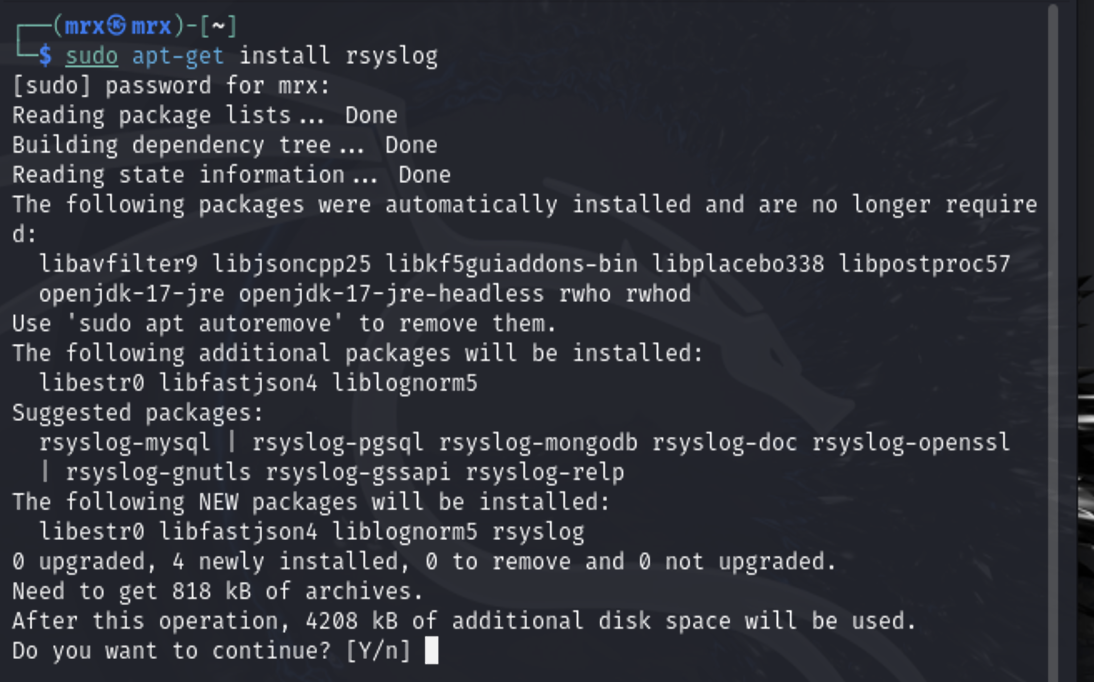 ┌──(mrx㉿mrx)-[~]
└─$ sudo apt-get install rsyslog
[sudo] password for mrx:
Reading package lists... Done
Building dependency tree... Done
Reading state information... Done
The following packages were automatically installed and are no longer require
d:
  libavfilter9 libjsoncpp25 libkf5guiaddons-bin libplacebo338 libpostproc57
  openjdk-17-jre openjdk-17-jre-headless rwho rwhod
Use 'sudo apt autoremove' to remove them.
The following additional packages will be installed:
  libestr0 libfastjson4 liblognorm5
Suggested packages:
  rsyslog-mysql | rsyslog-pgsql rsyslog-mongodb rsyslog-doc rsyslog-openssl
  | rsyslog-gnutls rsyslog-gssapi rsyslog-relp
The following NEW packages will be installed:
  libestr0 libfastjson4 liblognorm5 rsyslog
0 upgraded, 4 newly installed, 0 to remove and 0 not upgraded.
Need to get 818 kB of archives.
After this operation, 4208 kB of additional disk space will be used.
Do you want to continue? [Y/n]